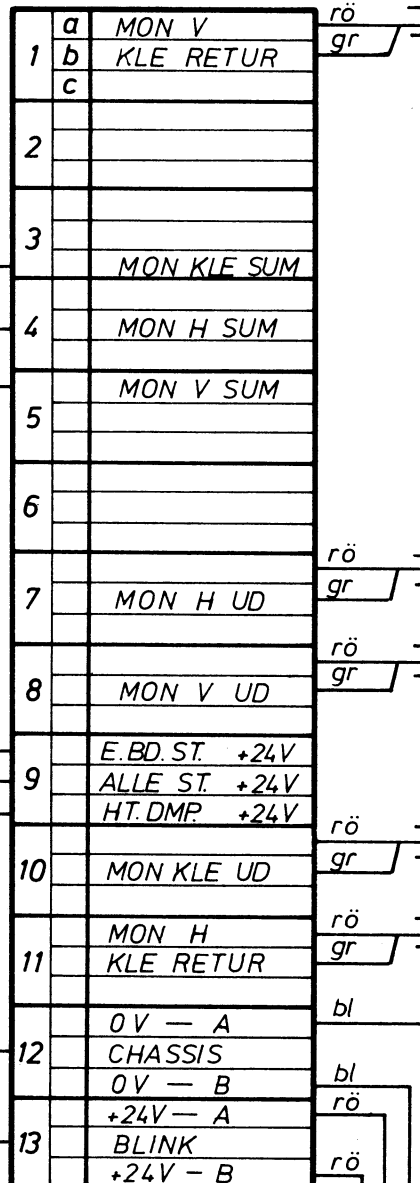 a MON V rö
1 b KLE RETUR gr
c
2
3
MON KLE SUM
4 MON H SUM
MON V SUM
5
6
rö
7 MON H UD gr
rö
8 MON V UD gr
E.BD.ST. +24V
9 ALLE ST. +24V
HT.DMP. +24V
rö
10 MON KLE UD gr
MON H rö
11 KLE RETUR gr
0V — A bl
12 CHASSIS
0V — B bl
+24V — A rö
13 BLINK
+24V — B rö